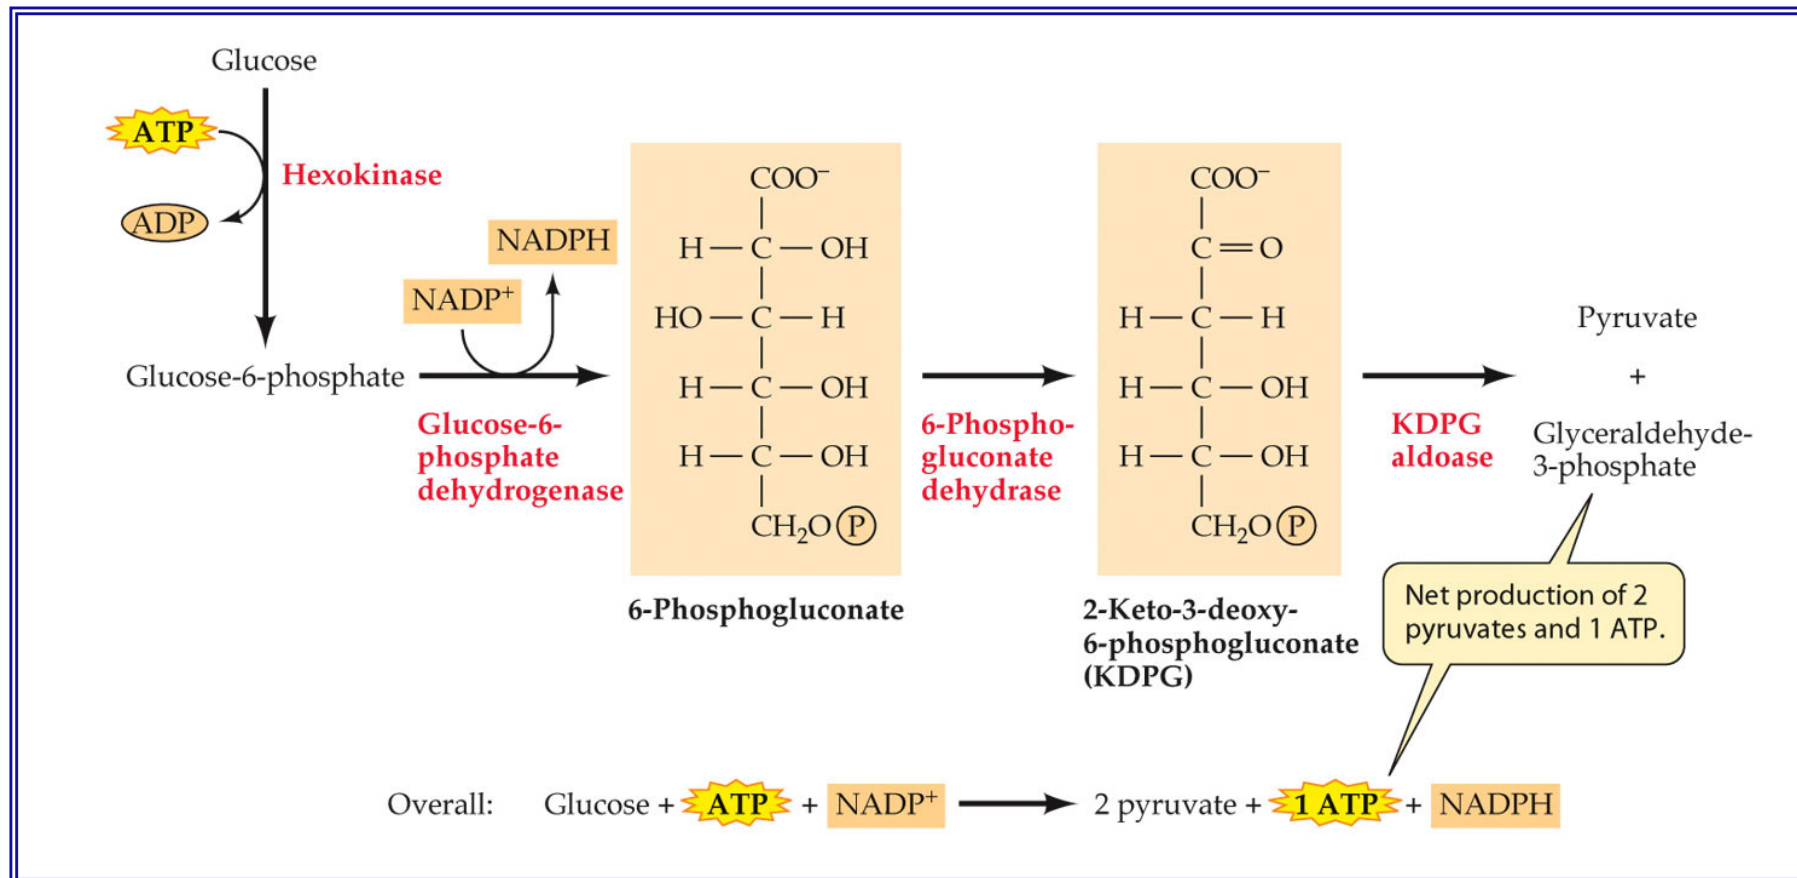 Glucose
ATP
Hexokinase
ADP
NADPH
NADP⁺
Glucose-6-phosphate
Glucose-6-
phosphate
dehydrogenase
COO⁻
H — C — OH
HO — C — H
H — C — OH
H — C — OH
CH₂O P
6-Phosphogluconate
6-Phospho-
gluconate
dehydrase
COO⁻
C = O
H — C — H
H — C — OH
H — C — OH
CH₂O P
2-Keto-3-deoxy-
6-phosphogluconate
(KDPG)
KDPG
aldoase
Pyruvate
+
Glyceraldehyde-
3-phosphate
Net production of 2
pyruvates and 1 ATP.
Overall: Glucose + ATP + NADP⁺ → 2 pyruvate + 1 ATP + NADPH